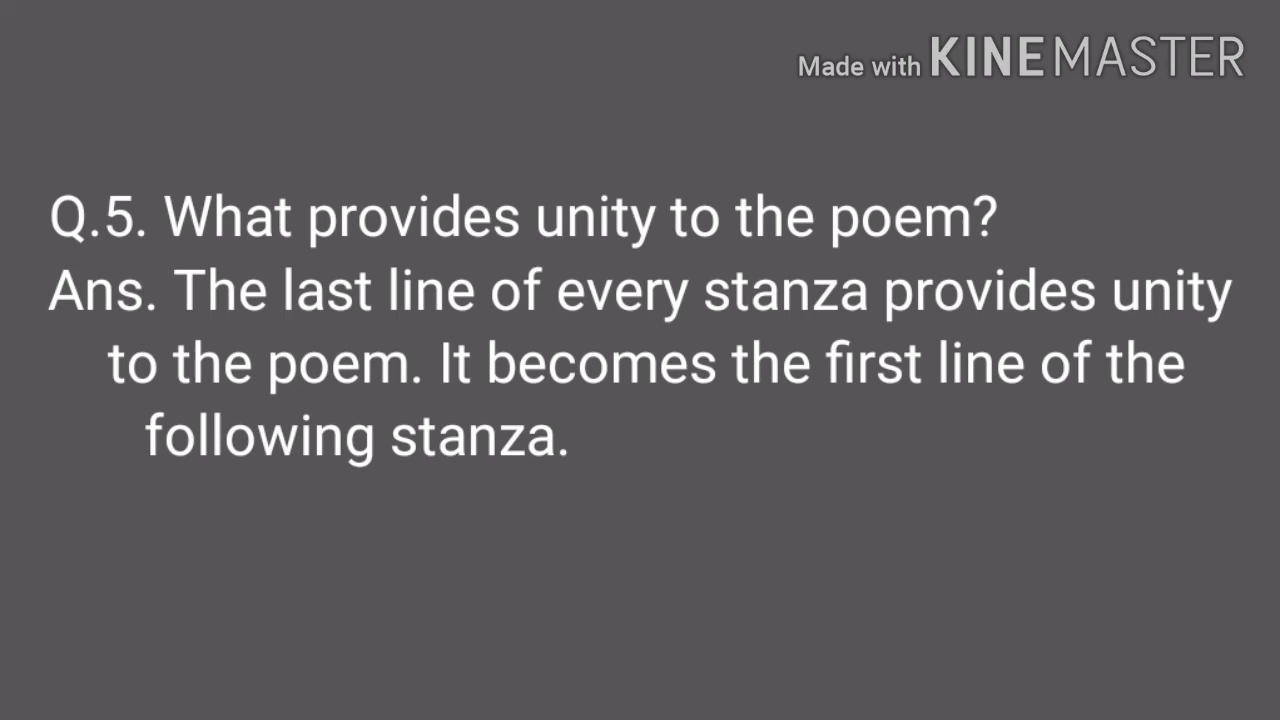 Made with KINEMASTER
Q.5. What provides unity to the poem?
Ans. The last line of every stanza provides unity
to the poem. It becomes the first line of the
following stanza.